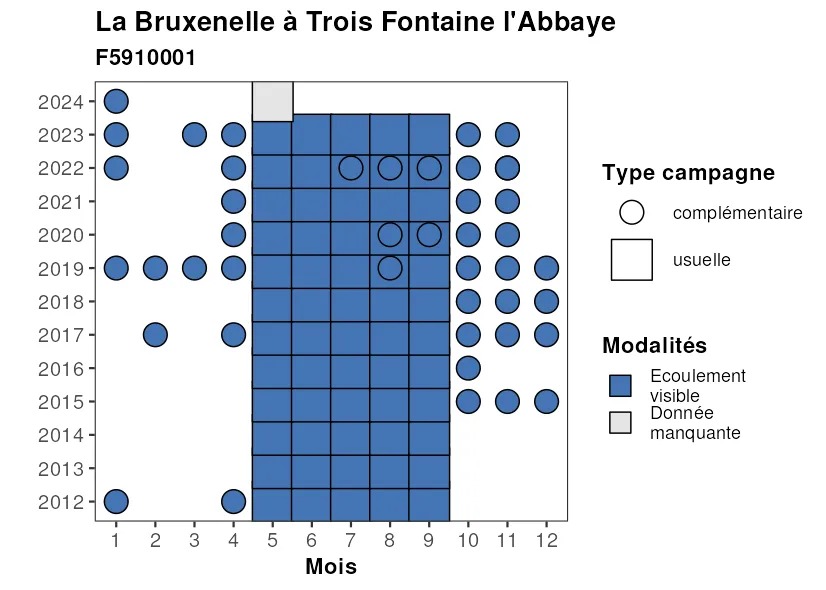 La Bruxenelle à Trois Fontaine l'Abbaye
F5910001
2024
2023
2022
2021
2020
2019
2018
2017
2016
2015
2014
2013
2012
1 2 3 4 5 6 7 8 9 10 11 12
Mois
Type campagne
complémentaire
usuelle
Modalités
Ecoulement
visible
Donnée
manquante